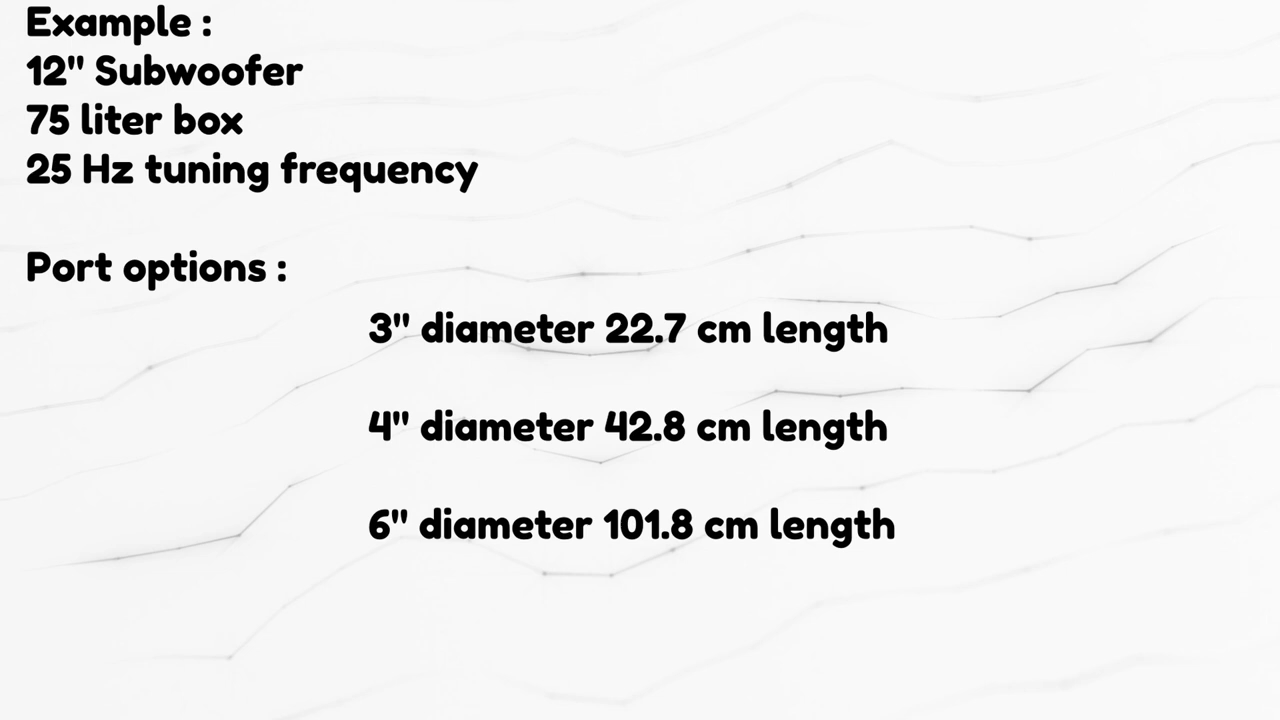 Example :
12" Subwoofer
75 liter box
25 Hz tuning frequency
Port options :
3" diameter 22.7 cm length
4" diameter 42.8 cm length
6" diameter 101.8 cm length